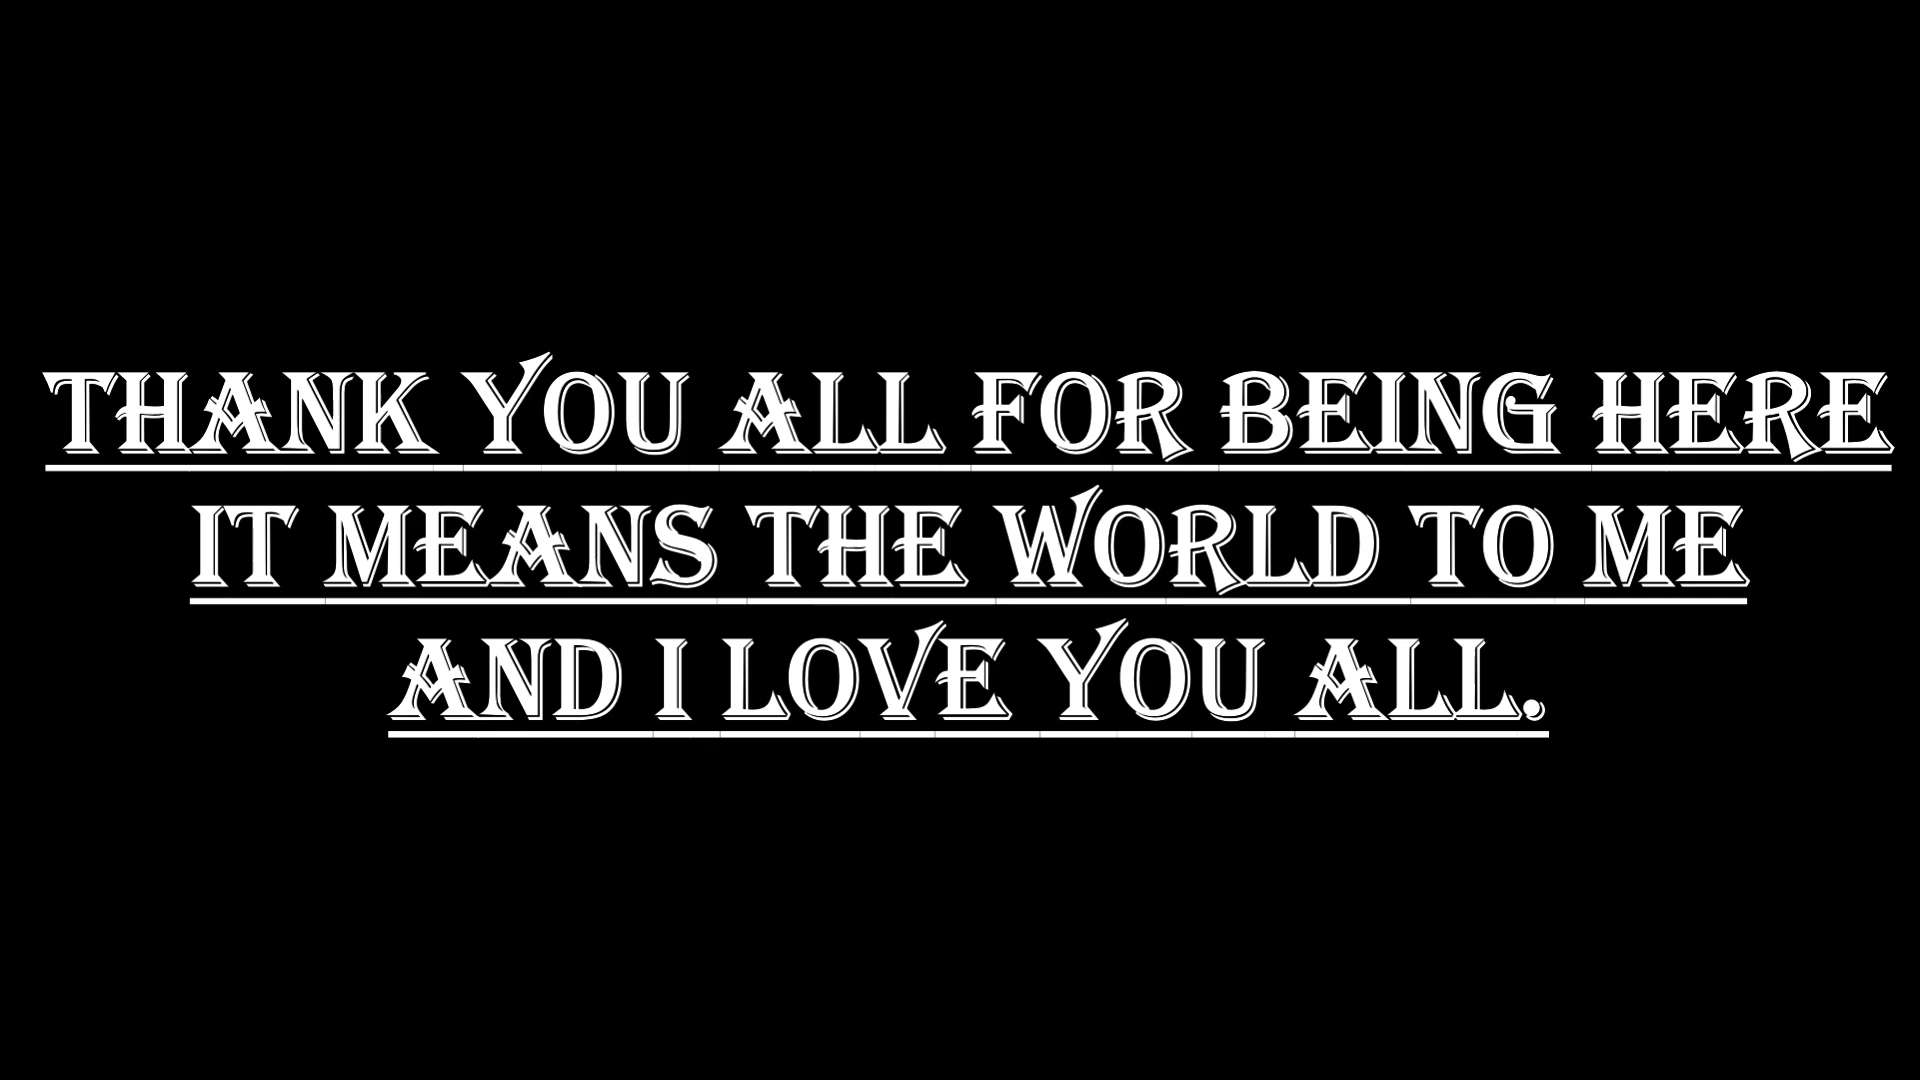 THANK YOU ALL FOR BEING HERE
IT MEANS THE WORLD TO ME
AND I LOVE YOU ALL.